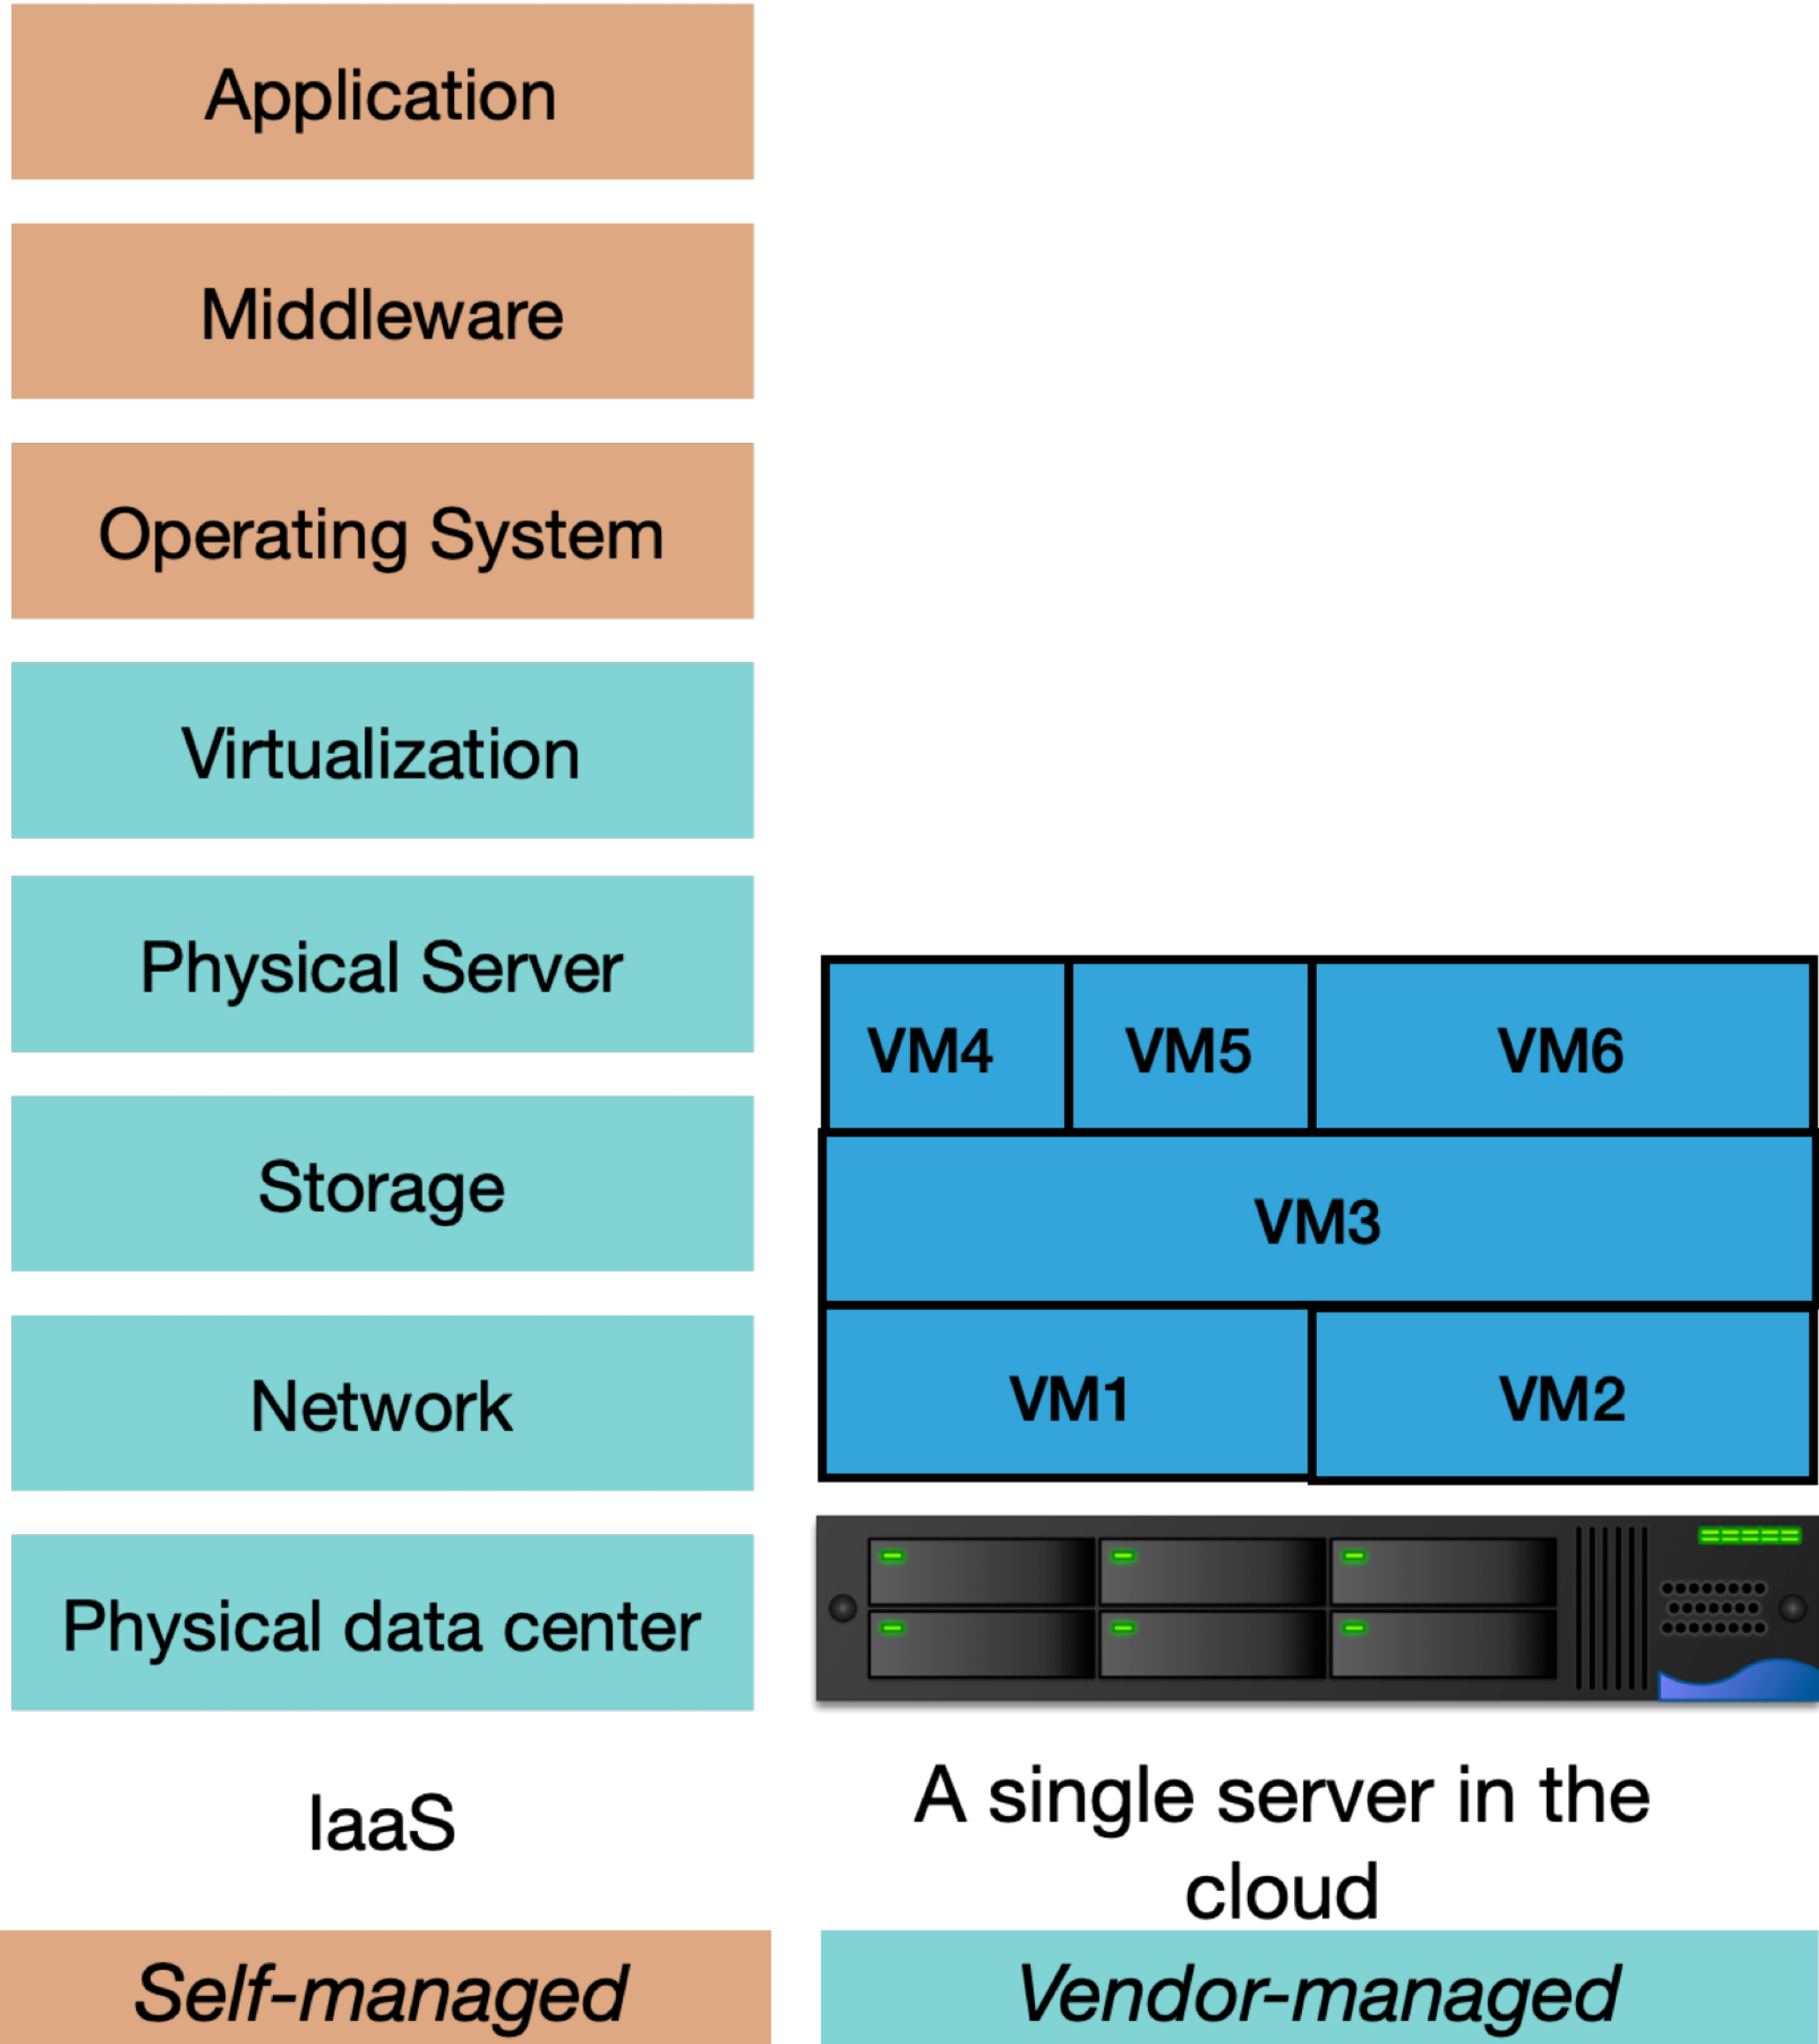 Application
Middleware
Operating System
Virtualization
Physical Server
Storage
Network
Physical data center
IaaS
VM4 VM5 VM6
VM3
VM1 VM2
A single server in the
cloud
Self-managed
Vendor-managed